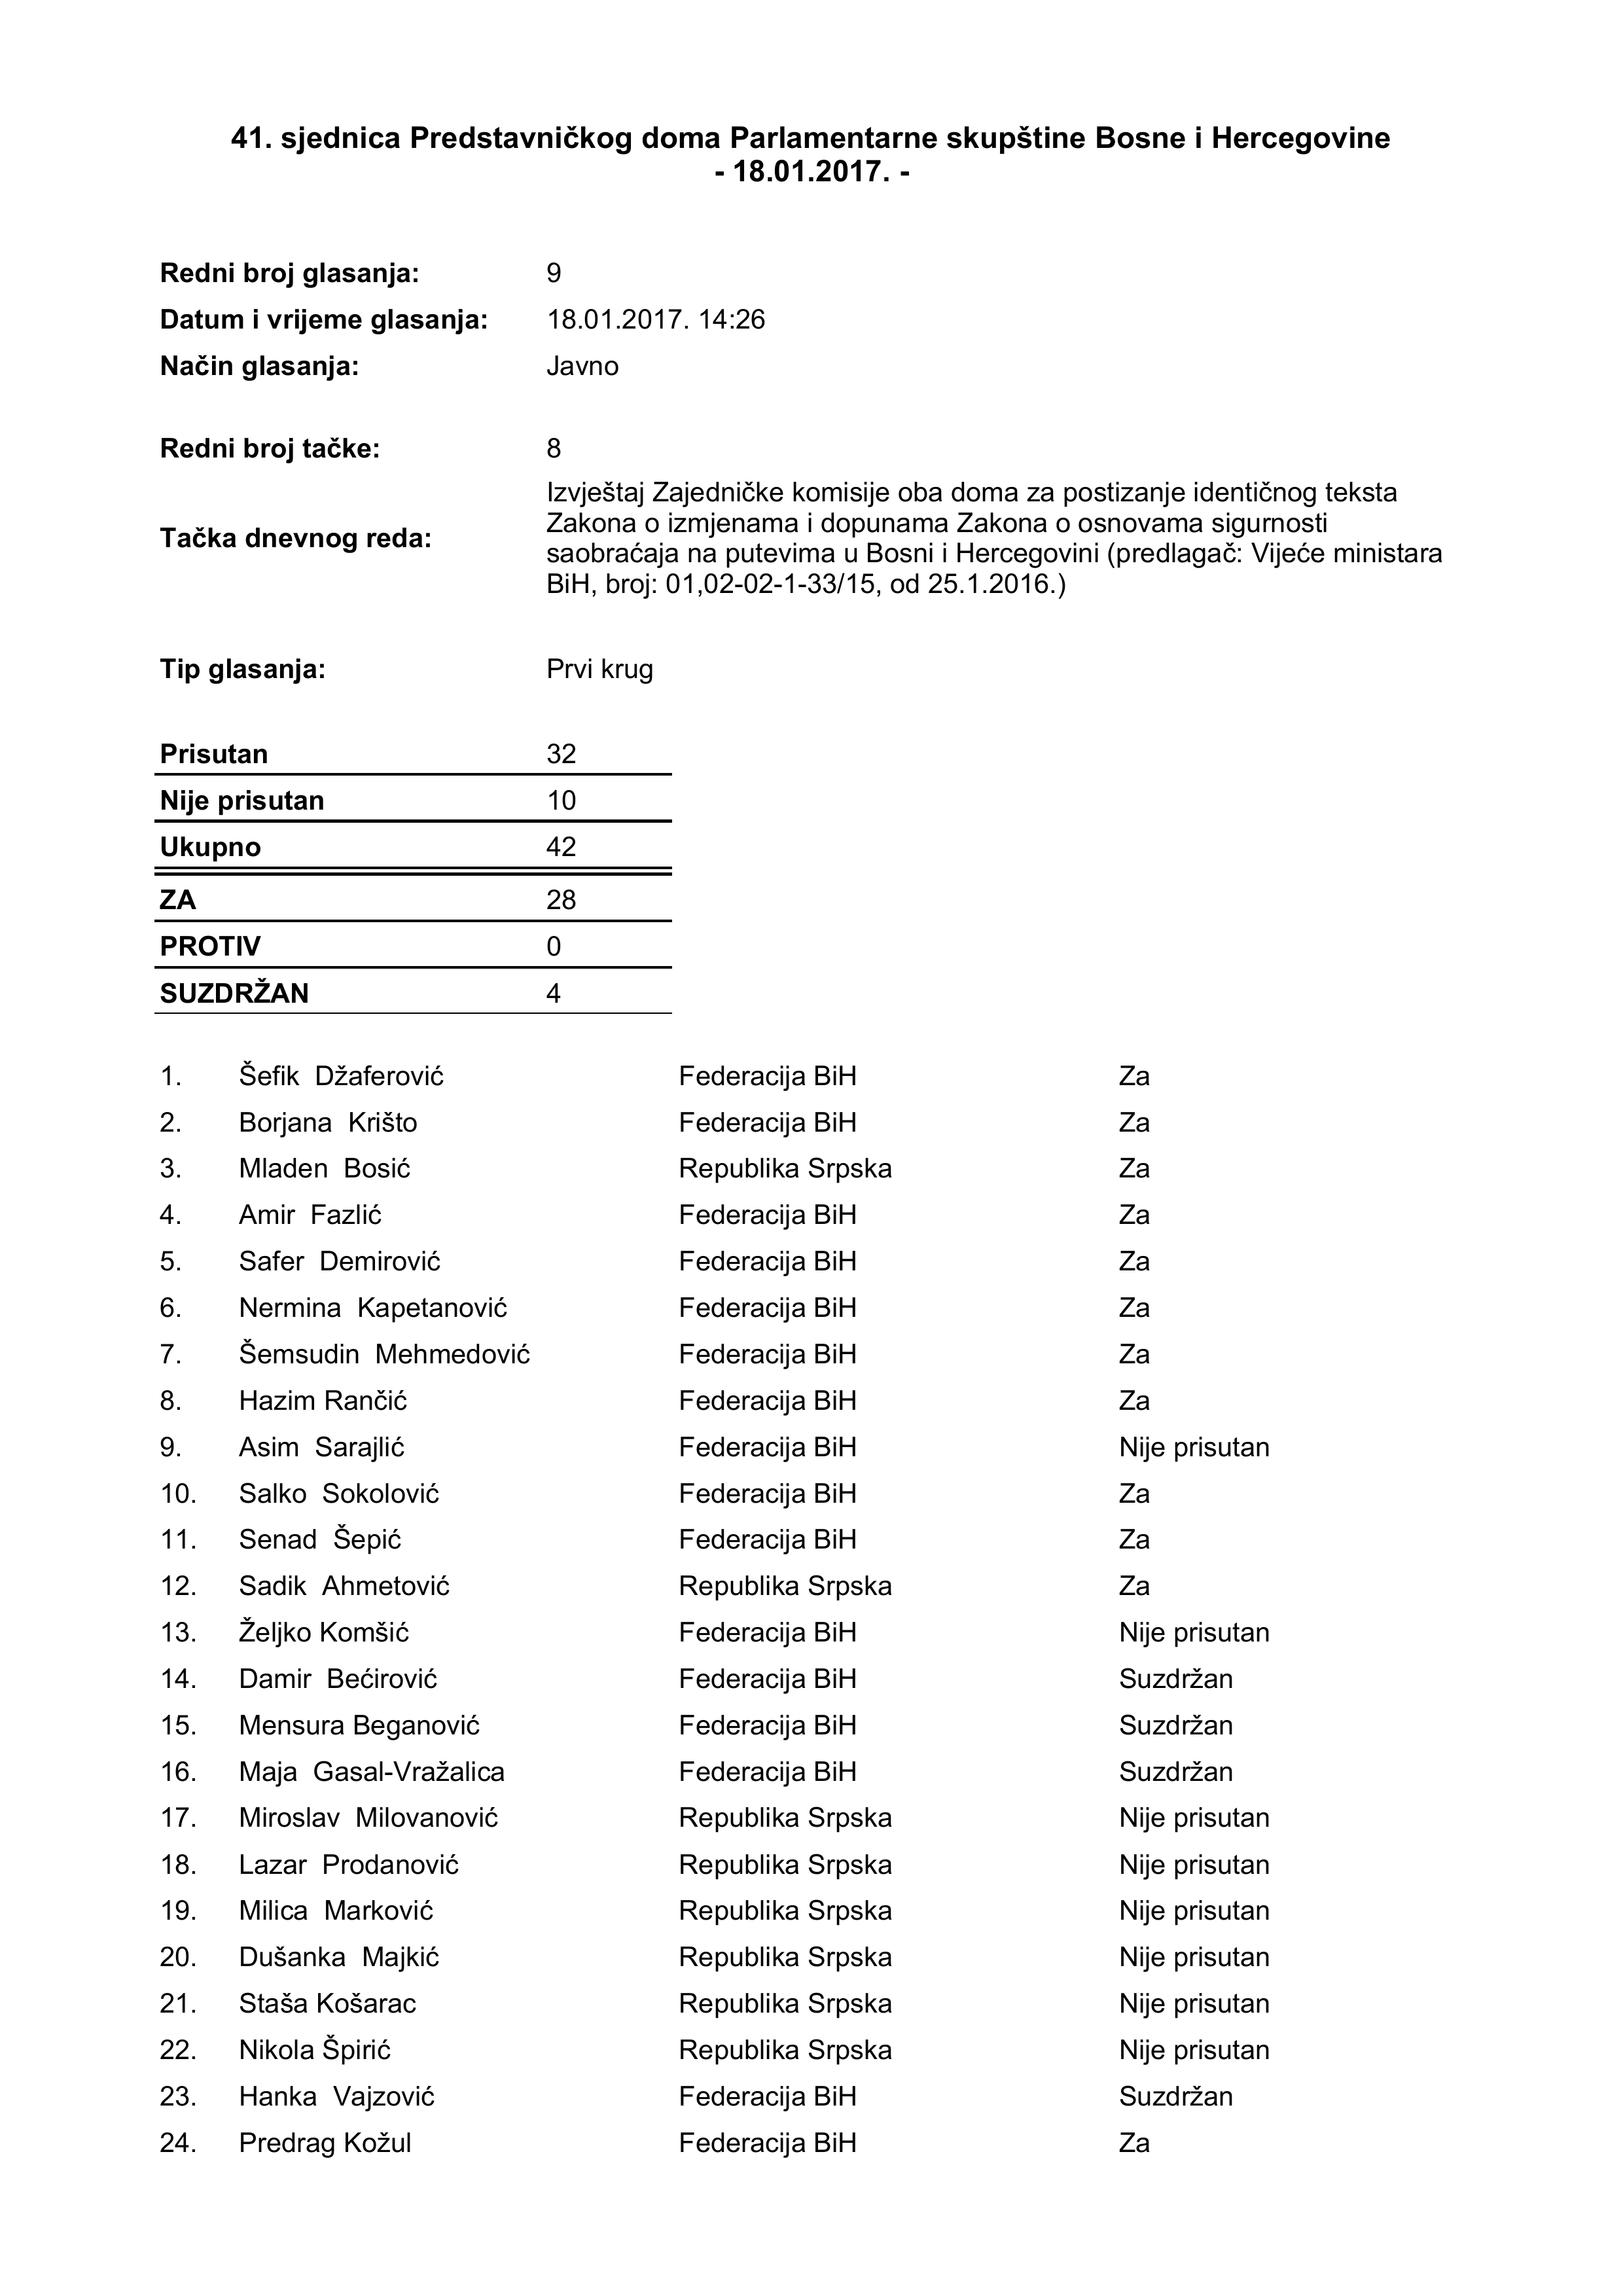 41. sjednica Predstavničkog doma Parlamentarne skupštine Bosne i Hercegovine
- 18.01.2017. -
Redni broj glasanja: 9
Datum i vrijeme glasanja: 18.01.2017. 14:26
Način glasanja: Javno
Redni broj tačke: 8
Tačka dnevnog reda: Izvještaj Zajedničke komisije oba doma za postizanje identičnog teksta
Zakona o izmjenama i dopunama Zakona o osnovama sigurnosti
saobraćaja na putevima u Bosni i Hercegovini (predlagač: Vijeće ministara
BiH, broj: 01,02-02-1-33/15, od 25.1.2016.)
Tip glasanja: Prvi krug
Prisutan 32
Nije prisutan 10
Ukupno 42
ZA 28
PROTIV 0
SUZDRŽAN 4
1. Šefik Džaferović Federacija BiH Za
2. Borjana Krišto Federacija BiH Za
3. Mladen Bosić Republika Srpska Za
4. Amir Fazlić Federacija BiH Za
5. Safer Demirović Federacija BiH Za
6. Nermina Kapetanović Federacija BiH Za
7. Šemsudin Mehmedović Federacija BiH Za
8. Hazim Rančić Federacija BiH Za
9. Asim Sarajlić Federacija BiH Nije prisutan
10. Salko Sokolović Federacija BiH Za
11. Senad Šepić Federacija BiH Za
12. Sadik Ahmetović Republika Srpska Za
13. Željko Komšić Federacija BiH Nije prisutan
14. Damir Bećirović Federacija BiH Suzdržan
15. Mensura Beganović Federacija BiH Suzdržan
16. Maja Gasal-Vražalica Federacija BiH Suzdržan
17. Miroslav Milovanović Republika Srpska Nije prisutan
18. Lazar Prodanović Republika Srpska Nije prisutan
19. Milica Marković Republika Srpska Nije prisutan
20. Dušanka Majkić Republika Srpska Nije prisutan
21. Staša Košarac Republika Srpska Nije prisutan
22. Nikola Špirić Republika Srpska Nije prisutan
23. Hanka Vajzović Federacija BiH Suzdržan
24. Predrag Kožul Federacija BiH Za